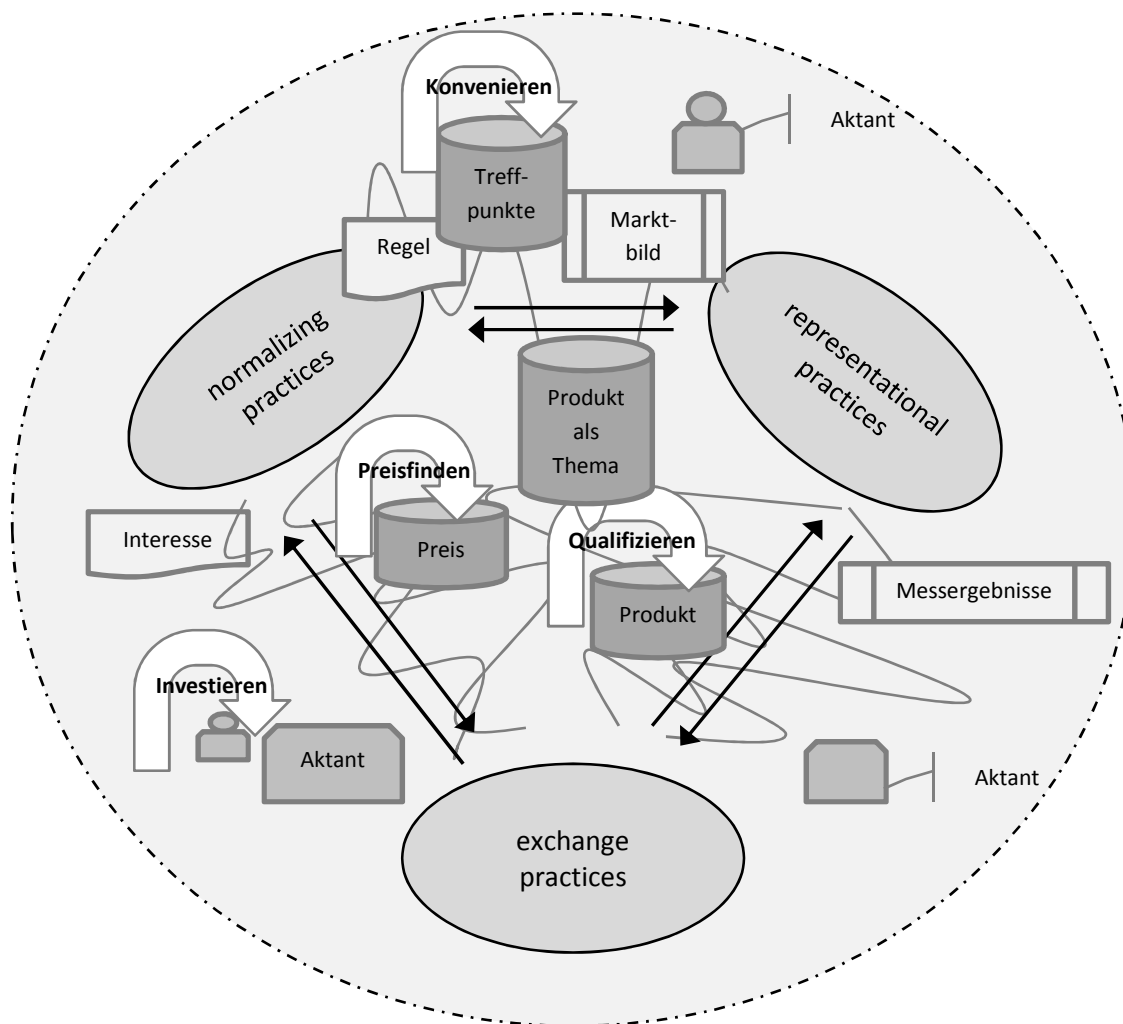 Konvenieren
Aktant
Treff-
punkte
Regel
Markt-
bild
normalizing
practices
representational
practices
Produkt
als
Thema
Preisfinden
Interesse
Preis
Qualifizieren
Produkt
Messergebnisse
Investieren
Aktant
Aktant
exchange
practices